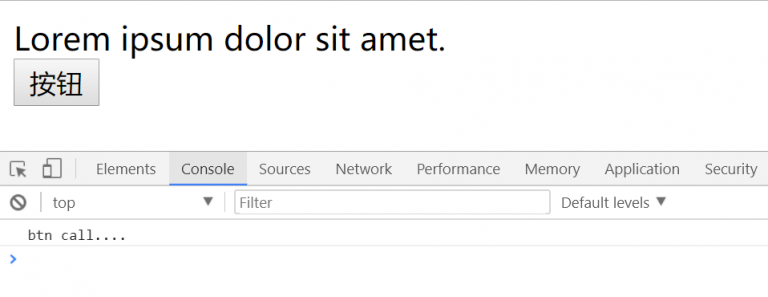 Lorem ipsum dolor sit amet.
按钮
Elements Console Sources Network Performance Memory Application Security
top Filter Default levels
btn call....